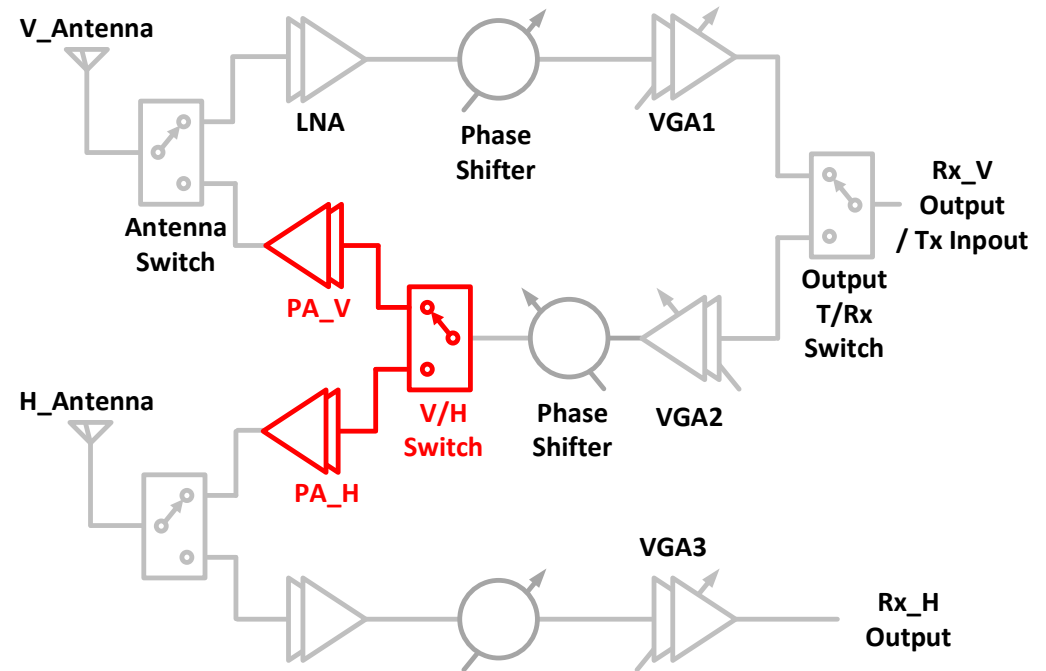 V_Antenna
LNA
Phase
Shifter
VGA1
Rx_V
Output
/ Tx Inpout
Antenna
Switch
Output
T/Rx
Switch
PA_V
H_Antenna
V/H
Switch
Phase
Shifter
VGA2
PA_H
VGA3
Rx_H
Output